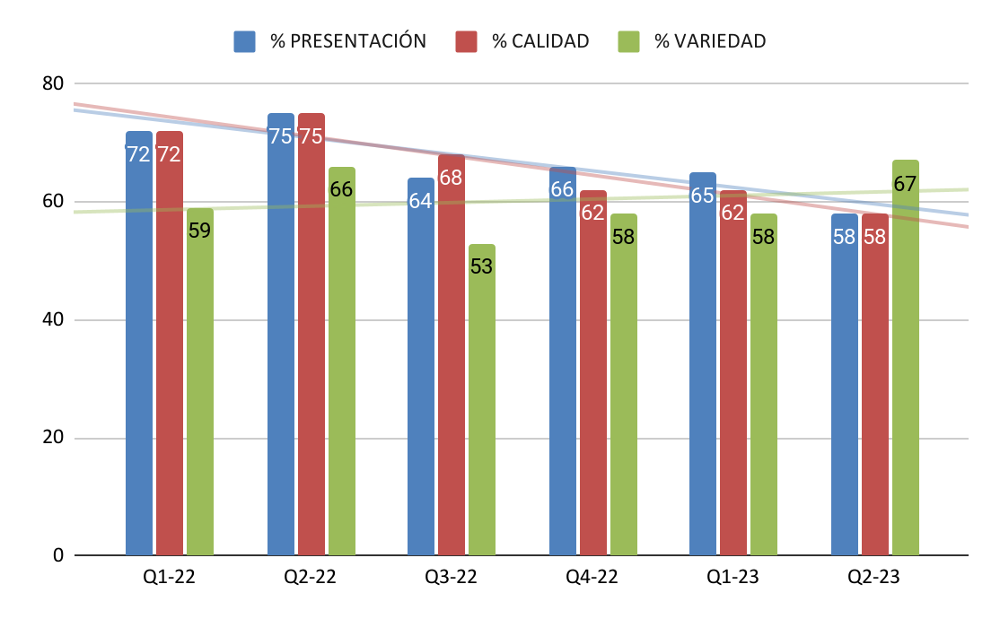 % PRESENTACIÓN % CALIDAD % VARIEDAD
80
60
40
20
0
72 72 59
75 75 66
64 68 53
66 62 58
65 62 58
58 58 67
Q1-22 Q2-22 Q3-22 Q4-22 Q1-23 Q2-23